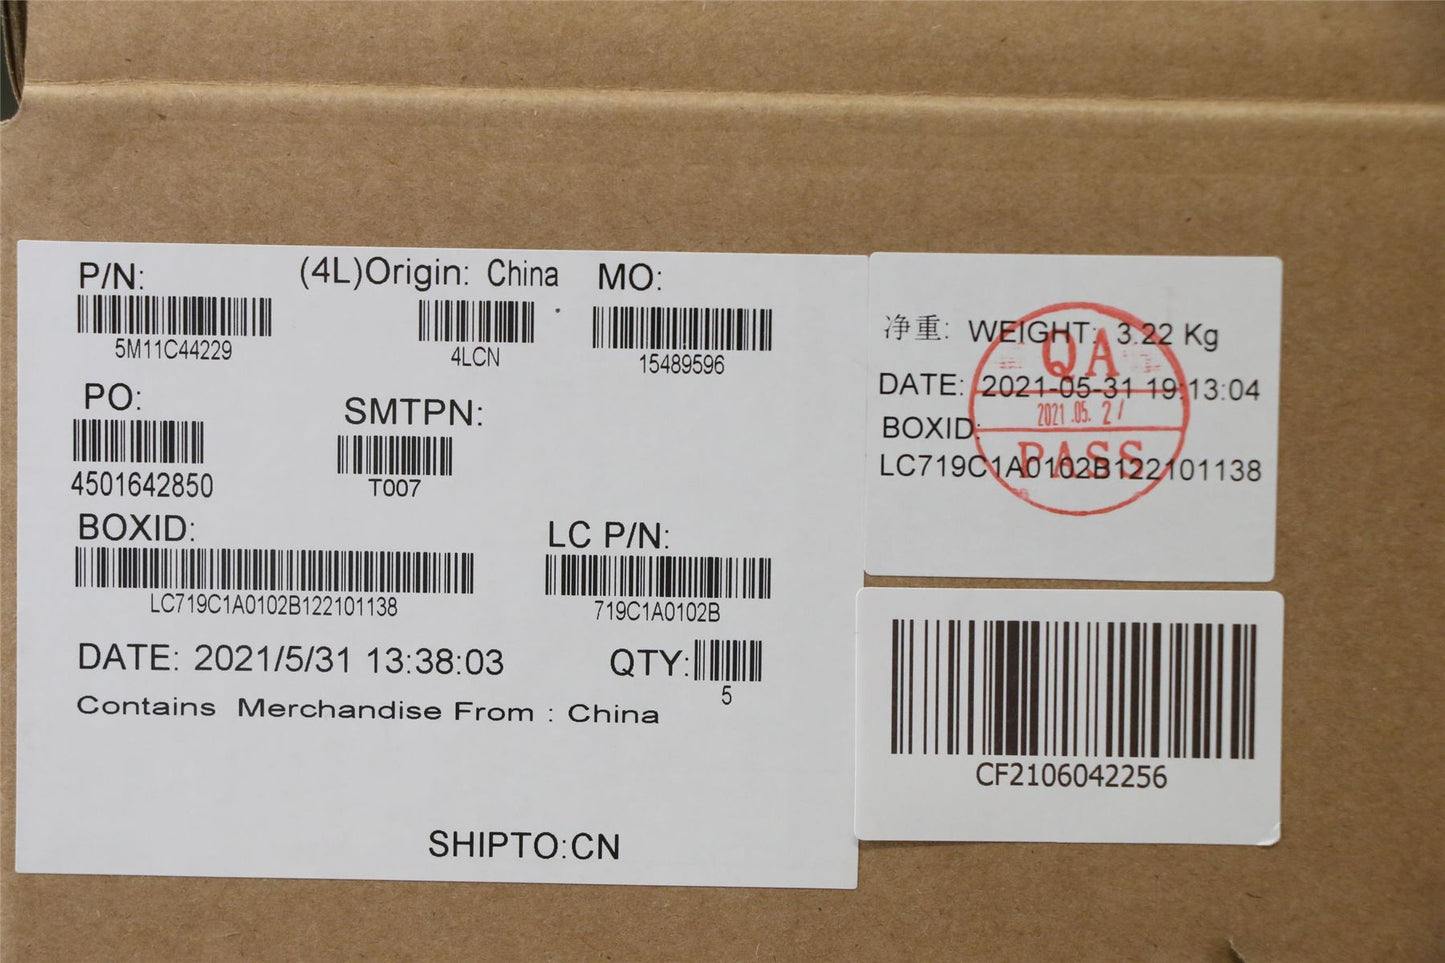 P/N:
5M11C44229
(4L)Origin: China
4LCN
MO:
15489596
PO:
4501642850
SMTPN:
T007
BOXID:
LC719C1A0102B122101138
LC P/N:
719C1A0102B
DATE: 2021/5/31 13:38:03
QTY:
5
Contains Merchandise From : China
SHIPTO:CN
净重: WEIGHT: 3.22 Kg
DATE: 2021-05-31 19:13:04
BOXID:
LC719C1A0102B122101138
QA
2021.05.
PASS
CF2106042256